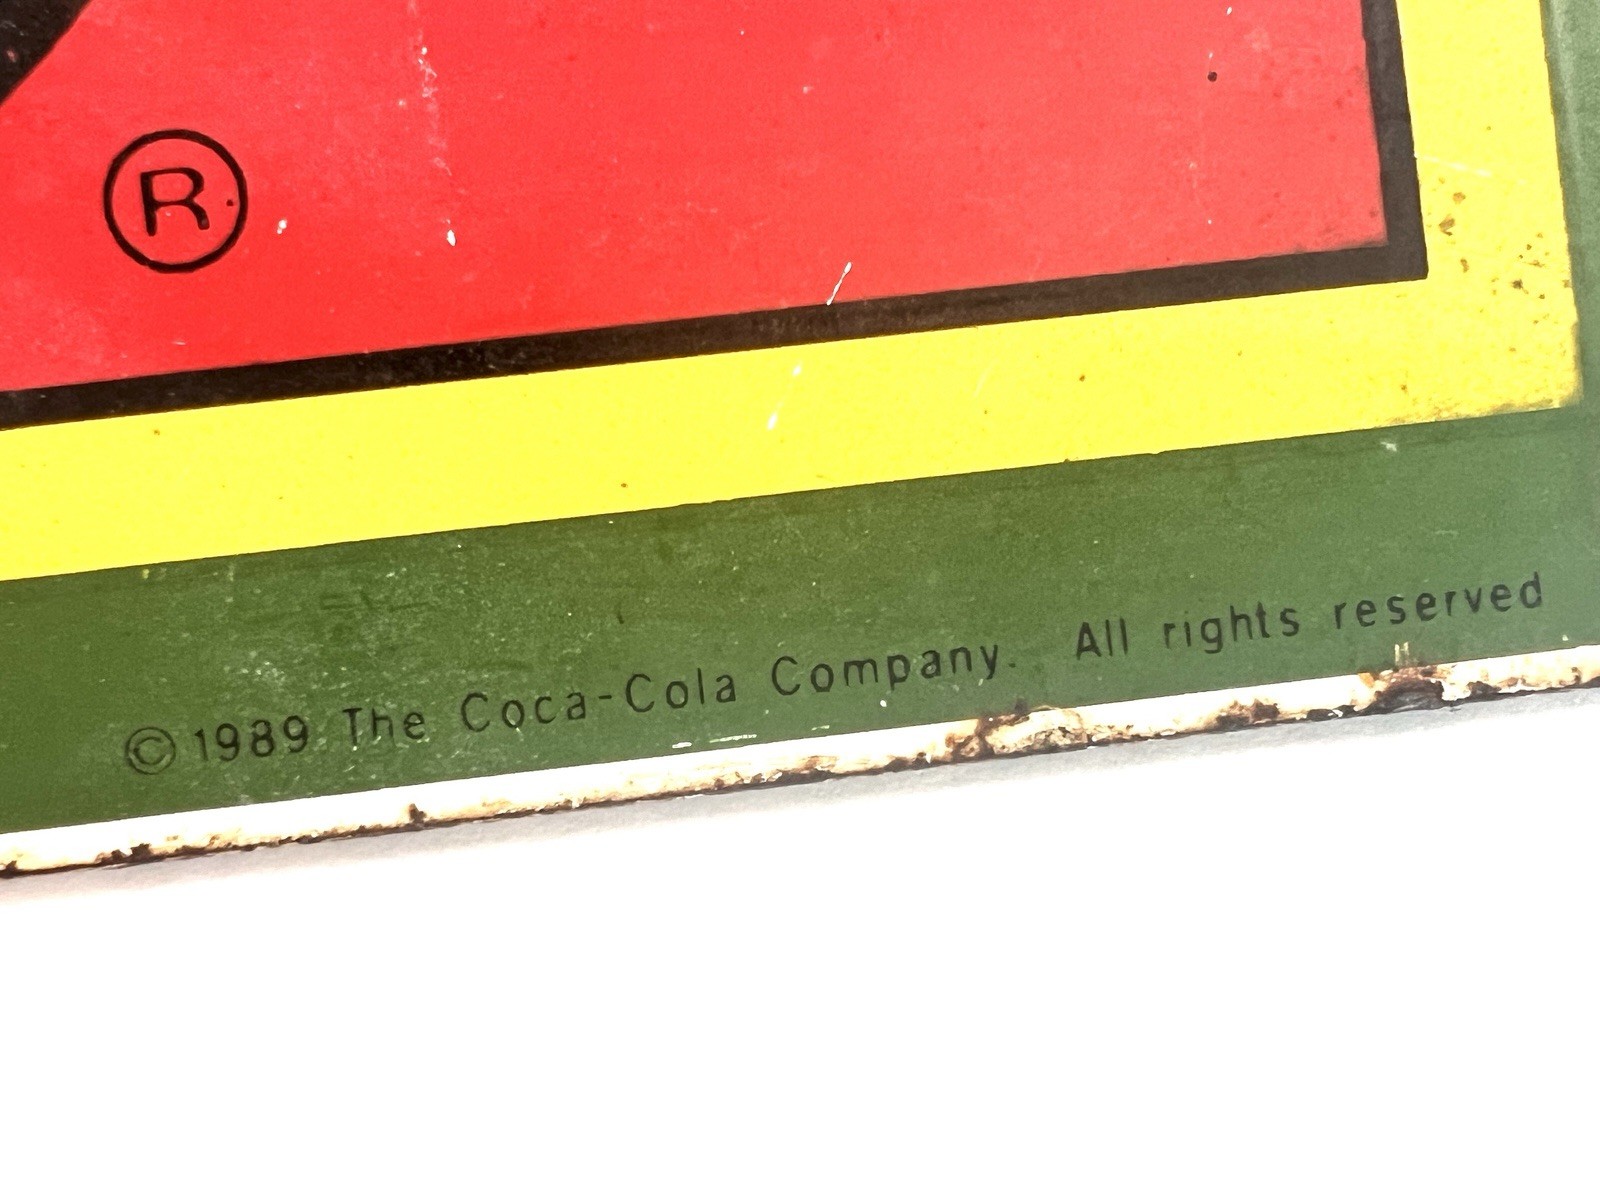 ®
© 1989 The Coca-Cola Company. All rights reserved